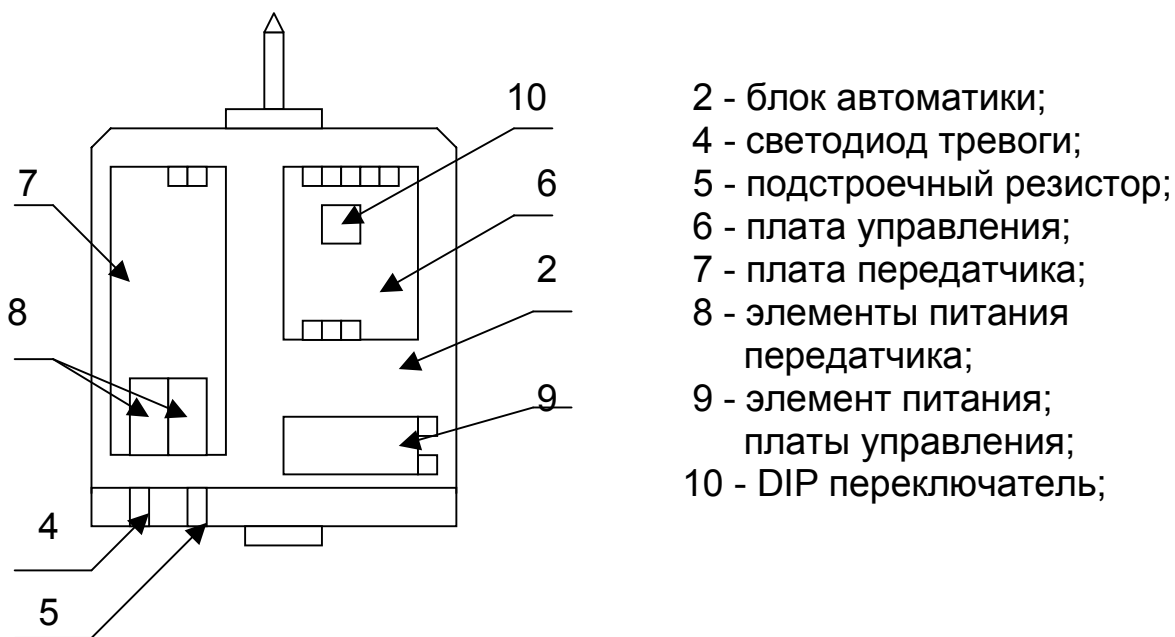 10
7
6
2
8
9
4
5
2 - блок автоматики;
4 - светодиод тревоги;
5 - подстроечный резистор;
6 - плата управления;
7 - плата передатчика;
8 - элементы питания
передатчика;
9 - элемент питания;
платы управления;
10 - DIP переключатель;